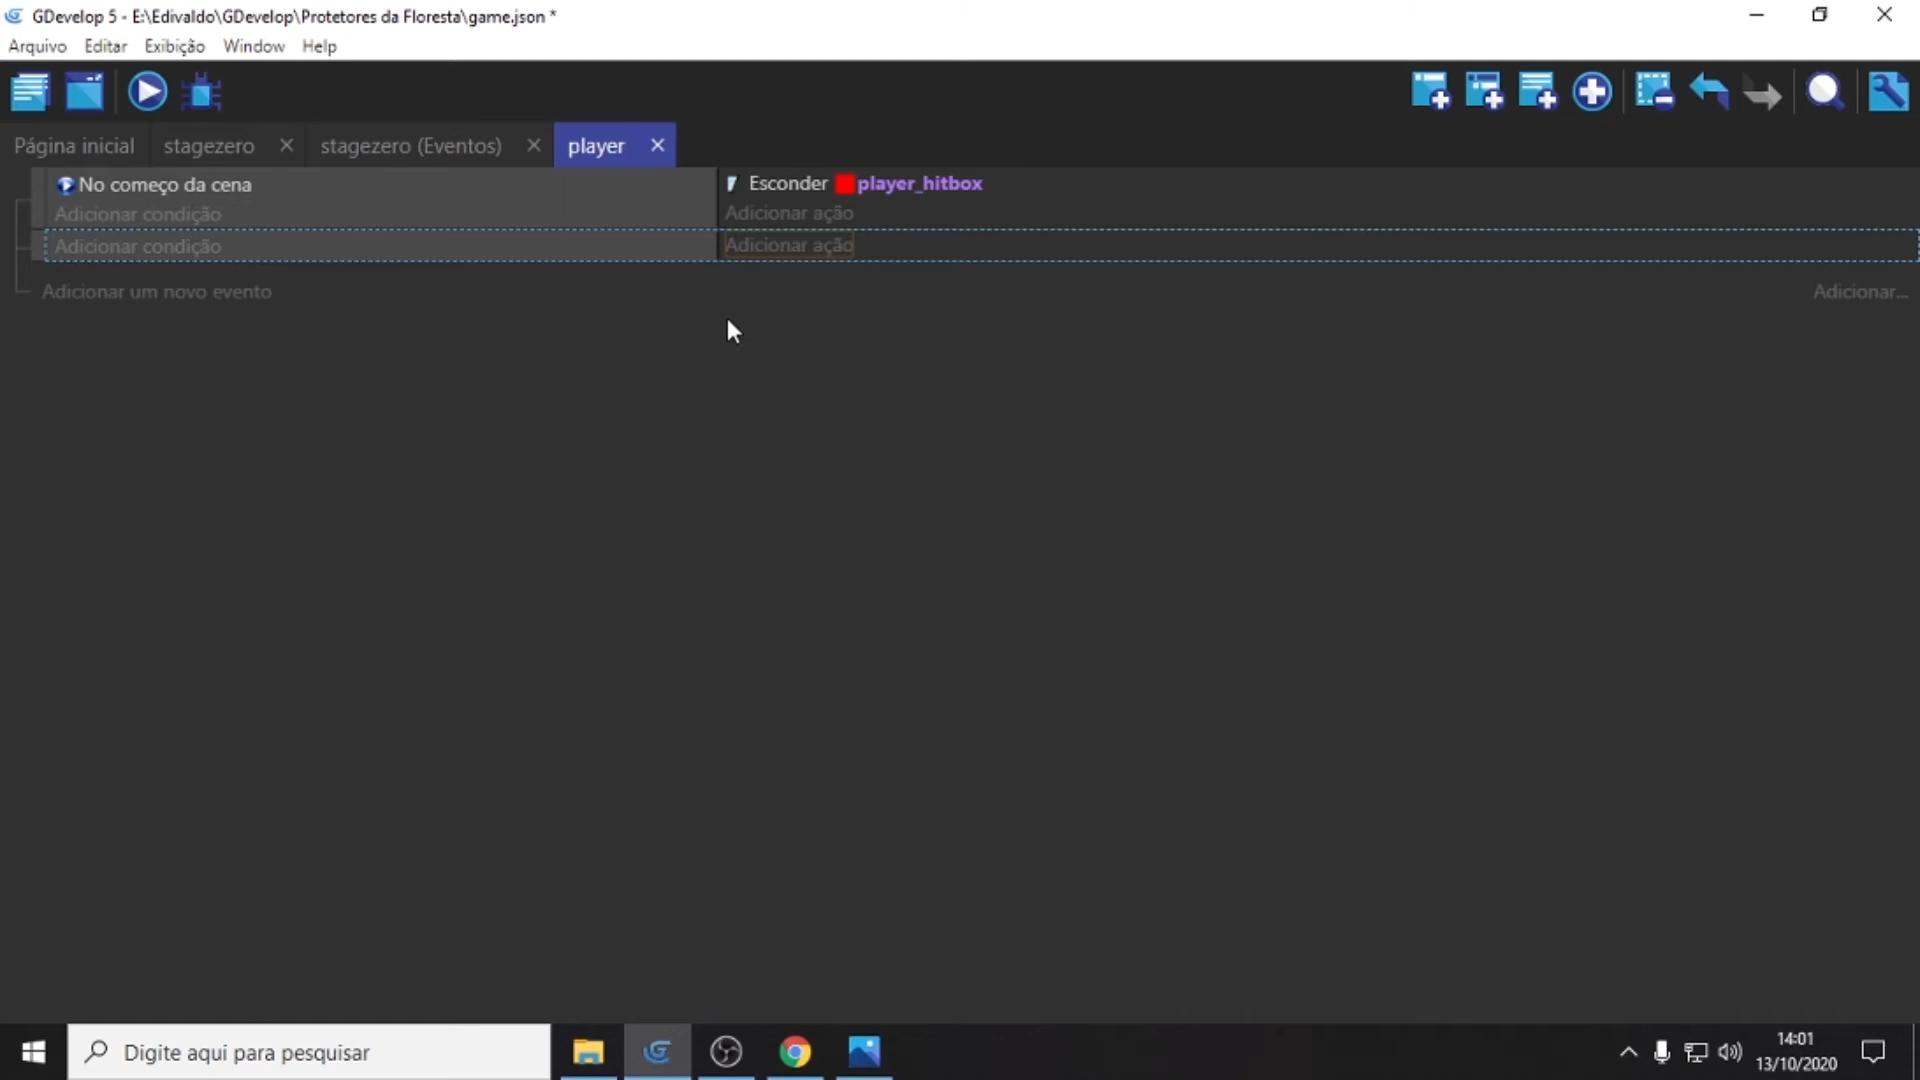 GDevelop 5 - E:\Edivaldo\GDevelop\Protetores da Floresta\game.json *
Arquivo Editar Exibição Window Help
Página inicial stagezero stagezero (Eventos) player
No começo da cena Esconder player_hitbox
Adicionar condição Adicionar ação
Adicionar condição Adicionar ação
Adicionar um novo evento Adicionar...
Digite aqui para pesquisar
14:01
13/10/2020